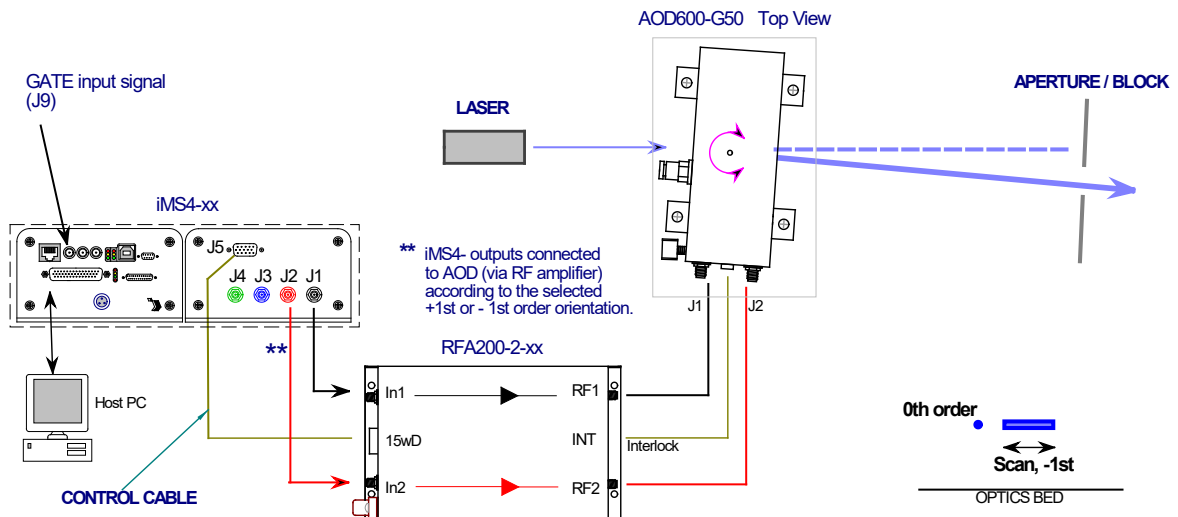 AOD600-G50 Top View
GATE input signal
(J9)
LASER
APERTURE / BLOCK
iMS4-xx
J5
J4 J3 J2 J1
** iMS4- outputs connected
to AOD (via RF amplifier)
according to the selected
+1st or - 1st order orientation.
J1
J2
**
RFA200-2-xx
Host PC
In1
RF1
15wD
INT
Interlock
In2
RF2
CONTROL CABLE
0th order
Scan, -1st
OPTICS BED